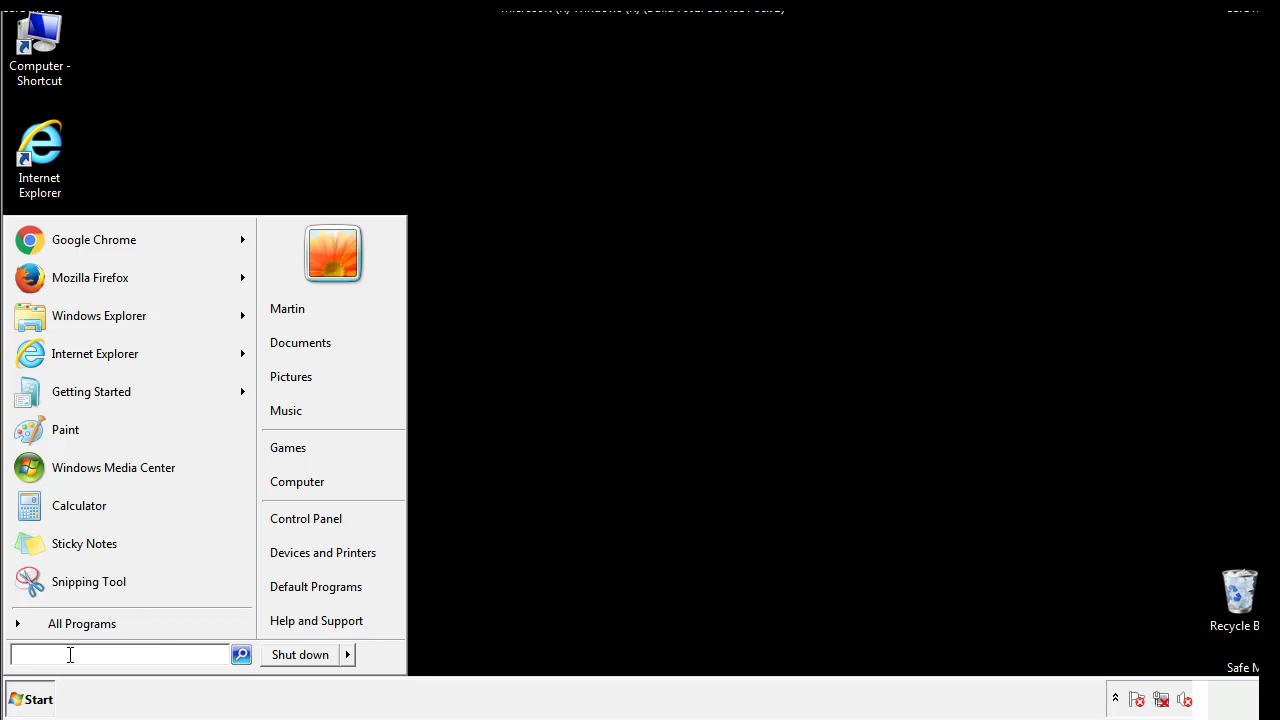 Computer -
Shortcut
Internet
Explorer
Google Chrome
Mozilla Firefox
Windows Explorer
Internet Explorer
Getting Started
Paint
Windows Media Center
Calculator
Sticky Notes
Snipping Tool
All Programs
Martin
Documents
Pictures
Music
Games
Computer
Control Panel
Devices and Printers
Default Programs
Help and Support
Shut down
Recycle B
Safe M
Start